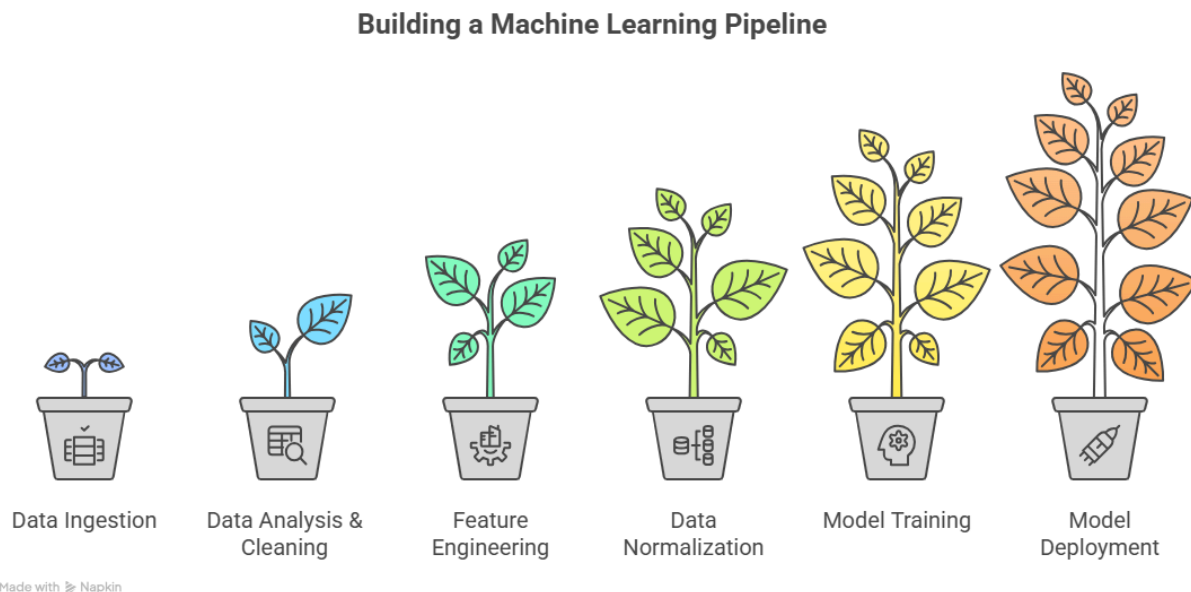 Building a Machine Learning Pipeline
Data Ingestion
Data Analysis &
Cleaning
Feature
Engineering
Data
Normalization
Model Training
Model
Deployment
Made with Napkin